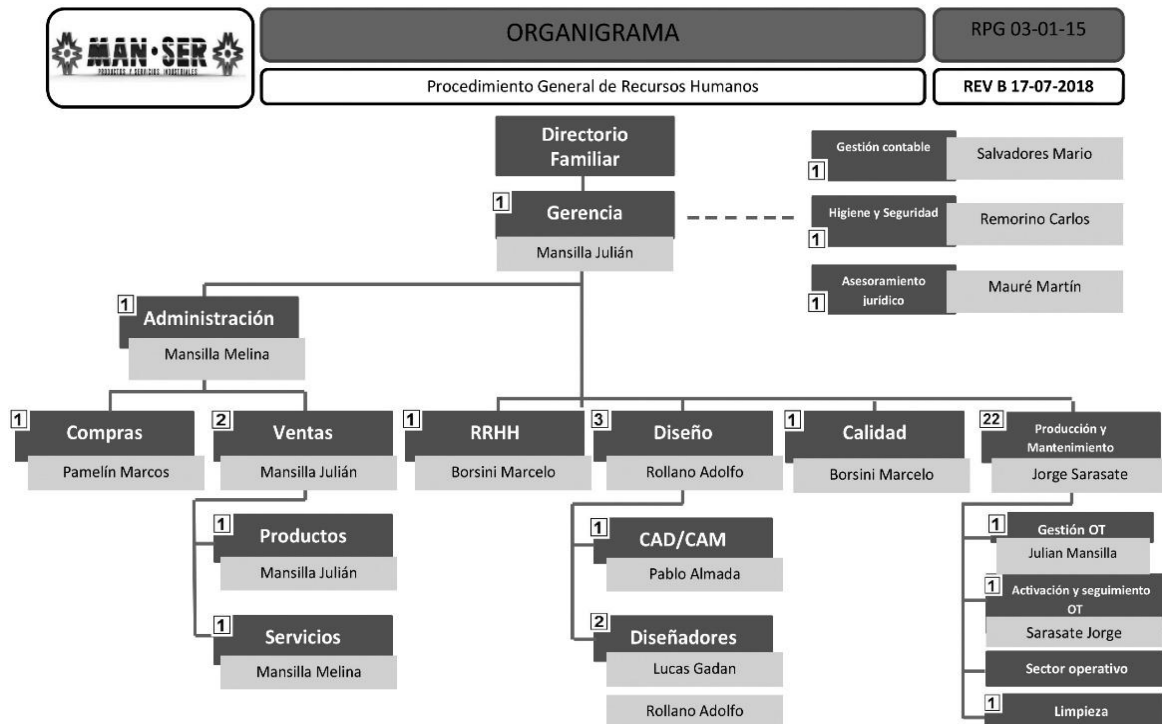 MAN·SER
PRODUCTOS Y SERVICIOS INDUSTRIALES
ORGANIGRAMA
RPG 03-01-15
Procedimiento General de Recursos Humanos
REV B 17-07-2018
Directorio
Familiar
1
Gerencia
Mansilla Julián
Gestión contable
1
Salvadores Mario
Higiene y Seguridad
1
Remorino Carlos
Asesoramiento
jurídico
1
Mauré Martín
1
Administración
Mansilla Melina
1
Compras
Pamelín Marcos
2
Ventas
Mansilla Julián
1
RRHH
Borsini Marcelo
3
Diseño
Rollano Adolfo
1
Calidad
Borsini Marcelo
22
Producción y
Mantenimiento
Jorge Sarasate
1
Productos
Mansilla Julián
1
Servicios
Mansilla Melina
1
CAD/CAM
Pablo Almada
2
Diseñadores
Lucas Gadan
Rollano Adolfo
1
Gestión OT
Julian Mansilla
1
Activación y seguimiento
OT
Sarasate Jorge
Sector operativo
1
Limpieza